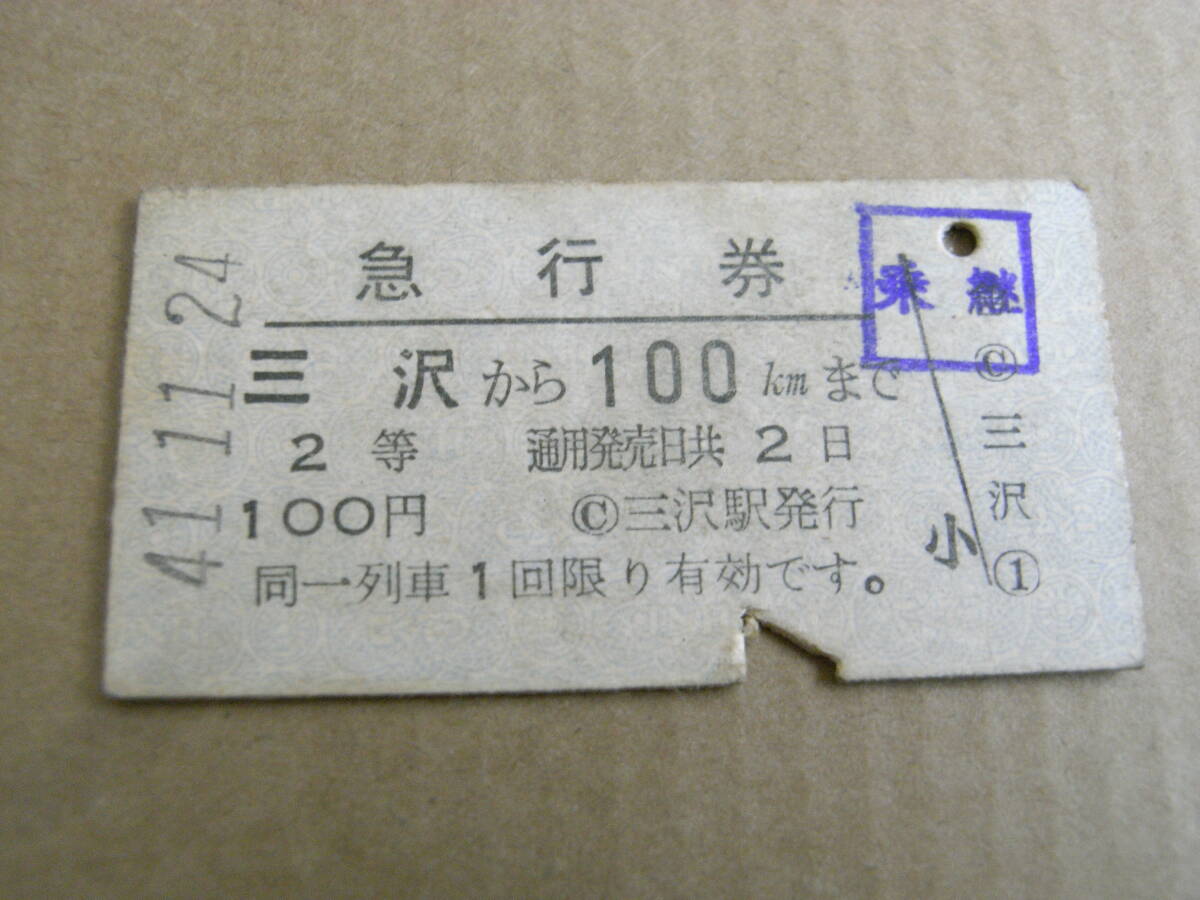 急行券
乗継
三沢から100kmまで
2等 通用発売日共2日
100円 ©三沢駅発行
同一列車1回限り有効です。
41 11 24
小
©三沢①